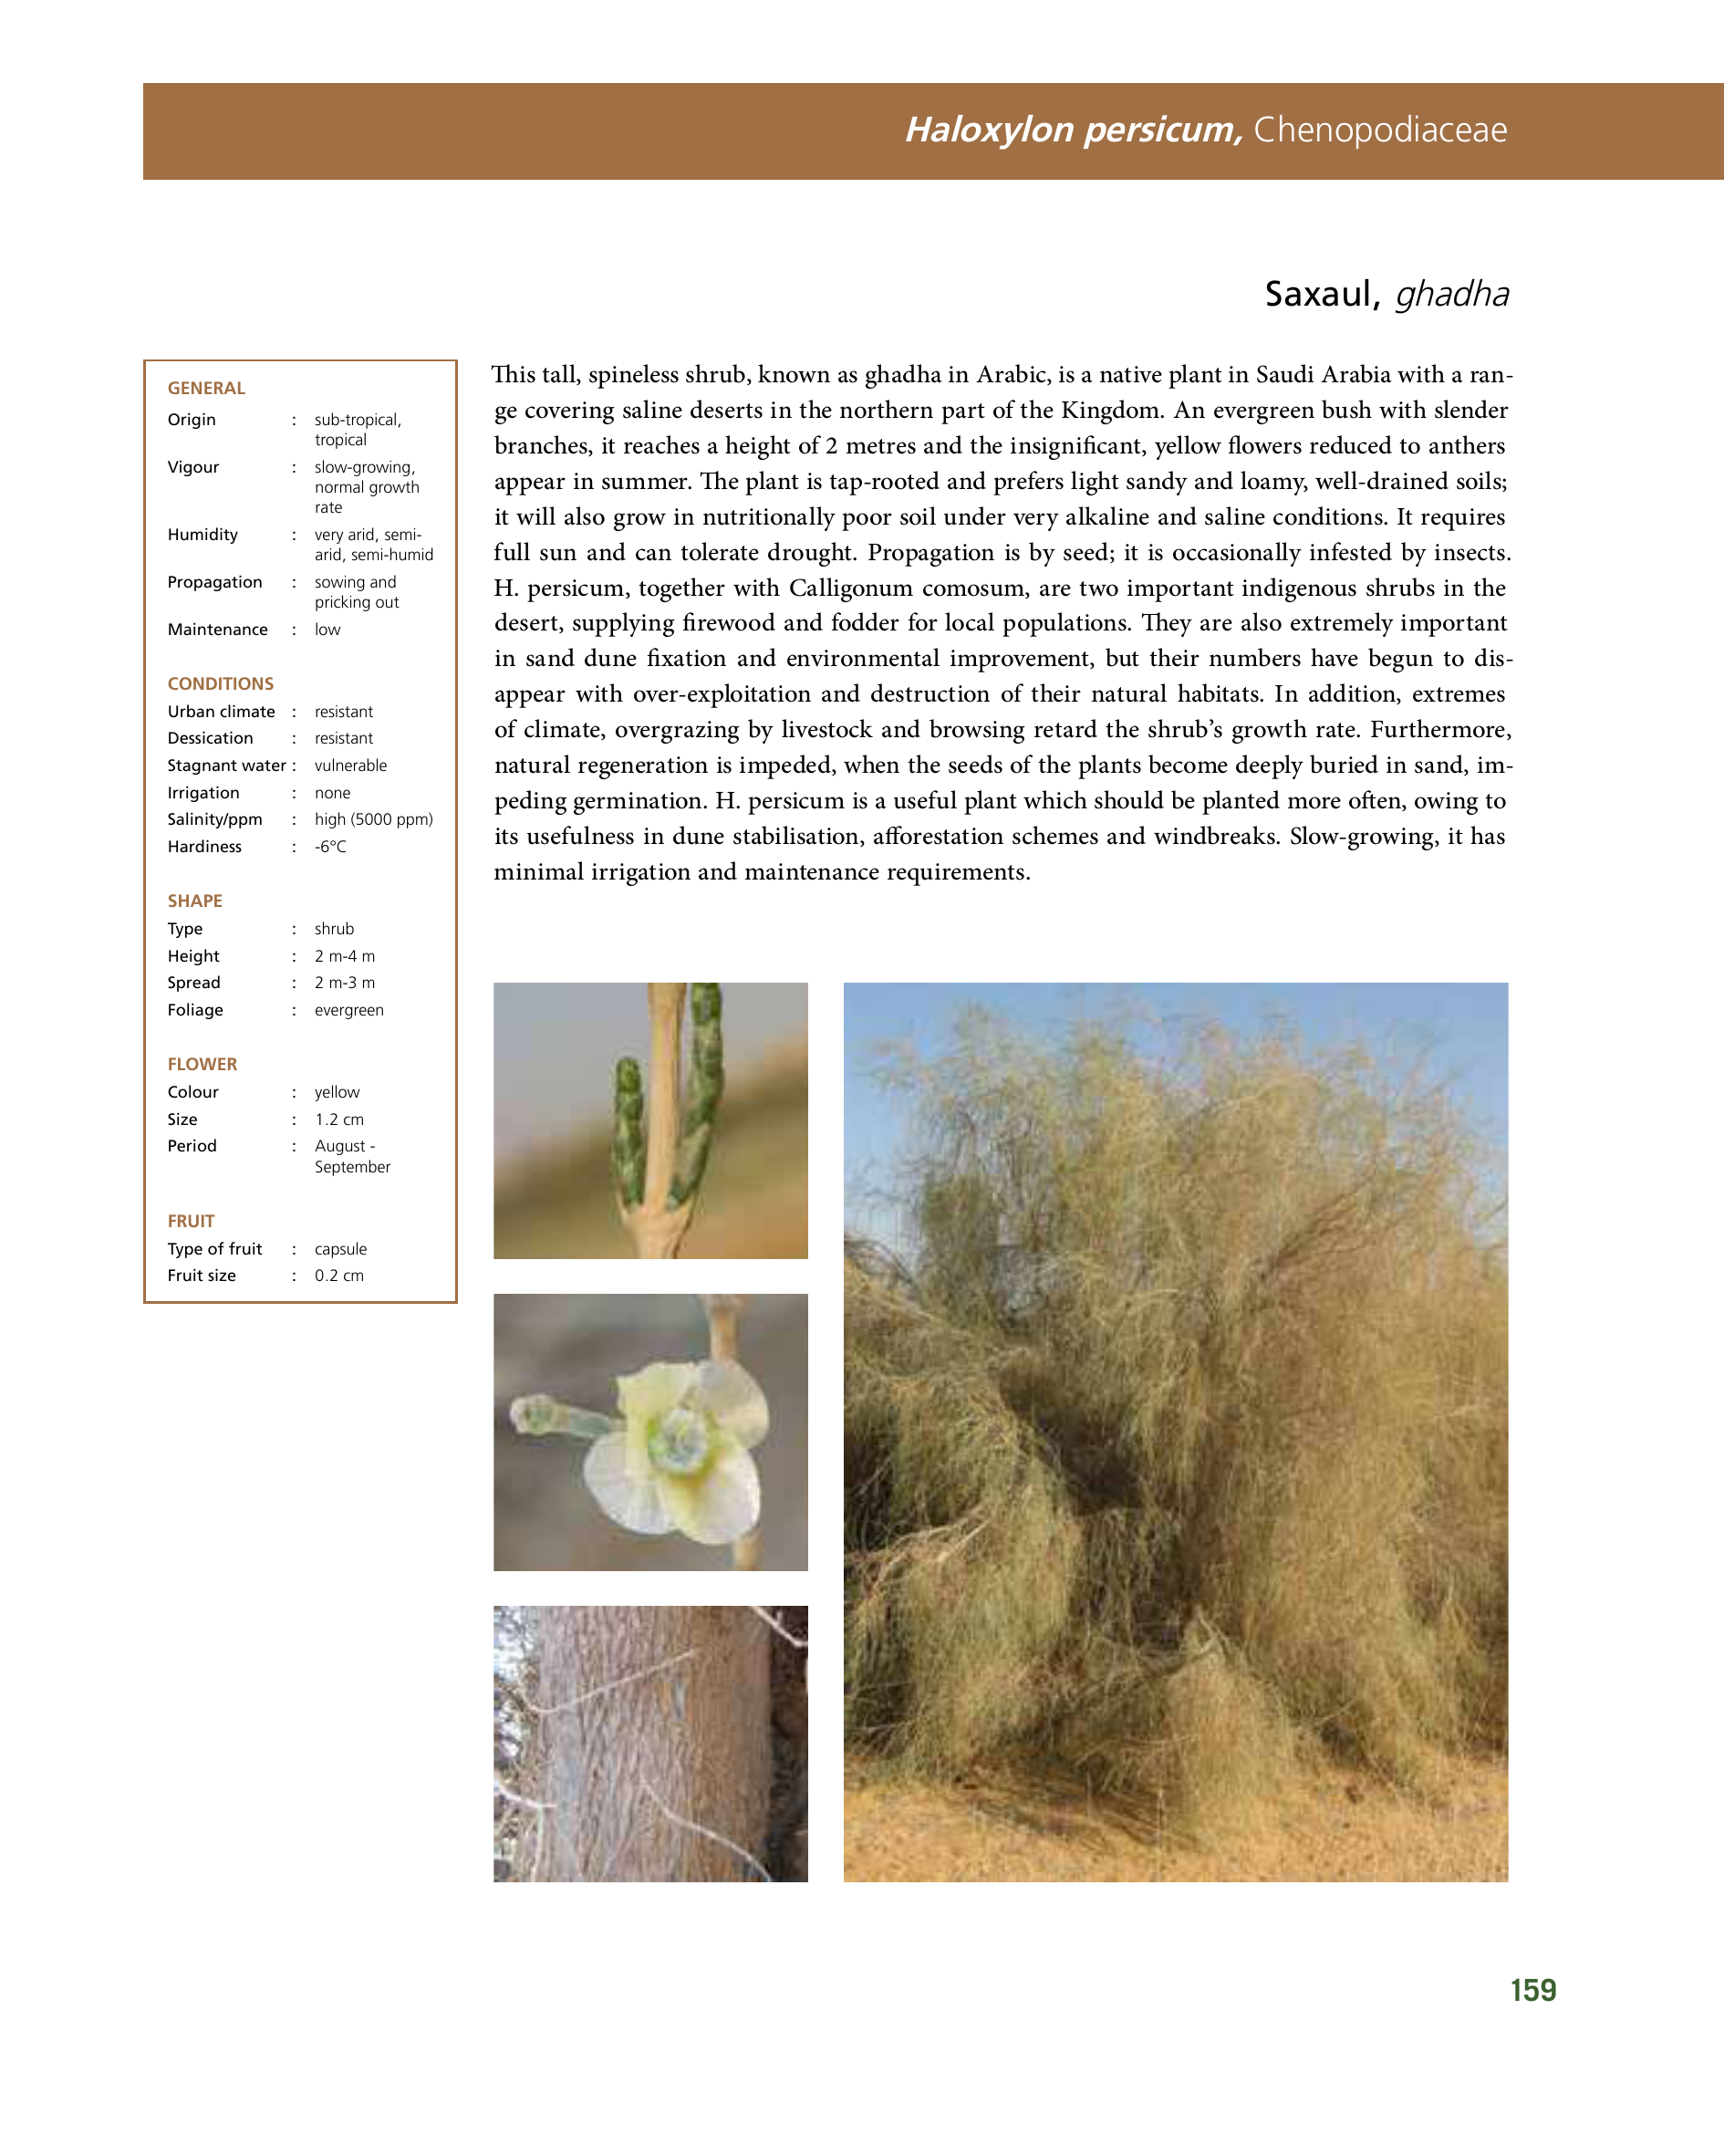 Haloxylon persicum, Chenopodiaceae
Saxaul, ghadha
GENERAL
Origin : sub-tropical,
tropical
Vigour : slow-growing,
normal growth
rate
Humidity : very arid, semi-
arid, semi-humid
Propagation : sowing and
pricking out
Maintenance : low
CONDITIONS
Urban climate : resistant
Dessication : resistant
Stagnant water : vulnerable
Irrigation : none
Salinity/ppm : high (5000 ppm)
Hardiness : -6°C
SHAPE
Type : shrub
Height : 2 m-4 m
Spread : 2 m-3 m
Foliage : evergreen
FLOWER
Colour : yellow
Size : 1.2 cm
Period : August -
September
FRUIT
Type of fruit : capsule
Fruit size : 0.2 cm
This tall, spineless shrub, known as ghadha in Arabic, is a native plant in Saudi Arabia with a ran-
ge covering saline deserts in the northern part of the Kingdom. An evergreen bush with slender
branches, it reaches a height of 2 metres and the insignificant, yellow flowers reduced to anthers
appear in summer. The plant is tap-rooted and prefers light sandy and loamy, well-drained soils;
it will also grow in nutritionally poor soil under very alkaline and saline conditions. It requires
full sun and can tolerate drought. Propagation is by seed; it is occasionally infested by insects.
H. persicum, together with Calligonum comosum, are two important indigenous shrubs in the
desert, supplying firewood and fodder for local populations. They are also extremely important
in sand dune fixation and environmental improvement, but their numbers have begun to dis-
appear with over-exploitation and destruction of their natural habitats. In addition, extremes
of climate, overgrazing by livestock and browsing retard the shrub’s growth rate. Furthermore,
natural regeneration is impeded, when the seeds of the plants become deeply buried in sand, im-
peding germination. H. persicum is a useful plant which should be planted more often, owing to
its usefulness in dune stabilisation, afforestation schemes and windbreaks. Slow-growing, it has
minimal irrigation and maintenance requirements.
159